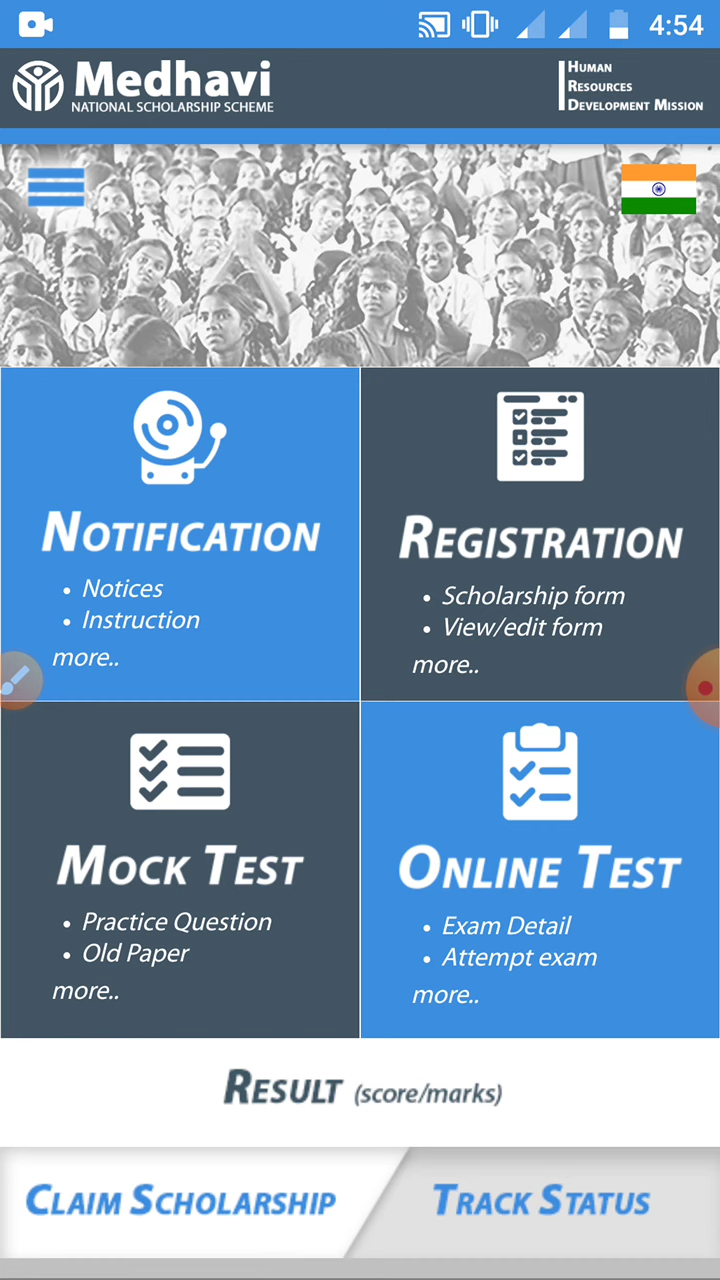 4:54
Medhavi
NATIONAL SCHOLARSHIP SCHEME
HUMAN
RESOURCES
DEVELOPMENT MISSION
NOTIFICATION
• Notices
• Instruction
more..
REGISTRATION
• Scholarship form
• View/edit form
more..
MOCK TEST
• Practice Question
• Old Paper
more..
ONLINE TEST
• Exam Detail
• Attempt exam
more..
RESULT (score/marks)
CLAIM SCHOLARSHIP
TRACK STATUS